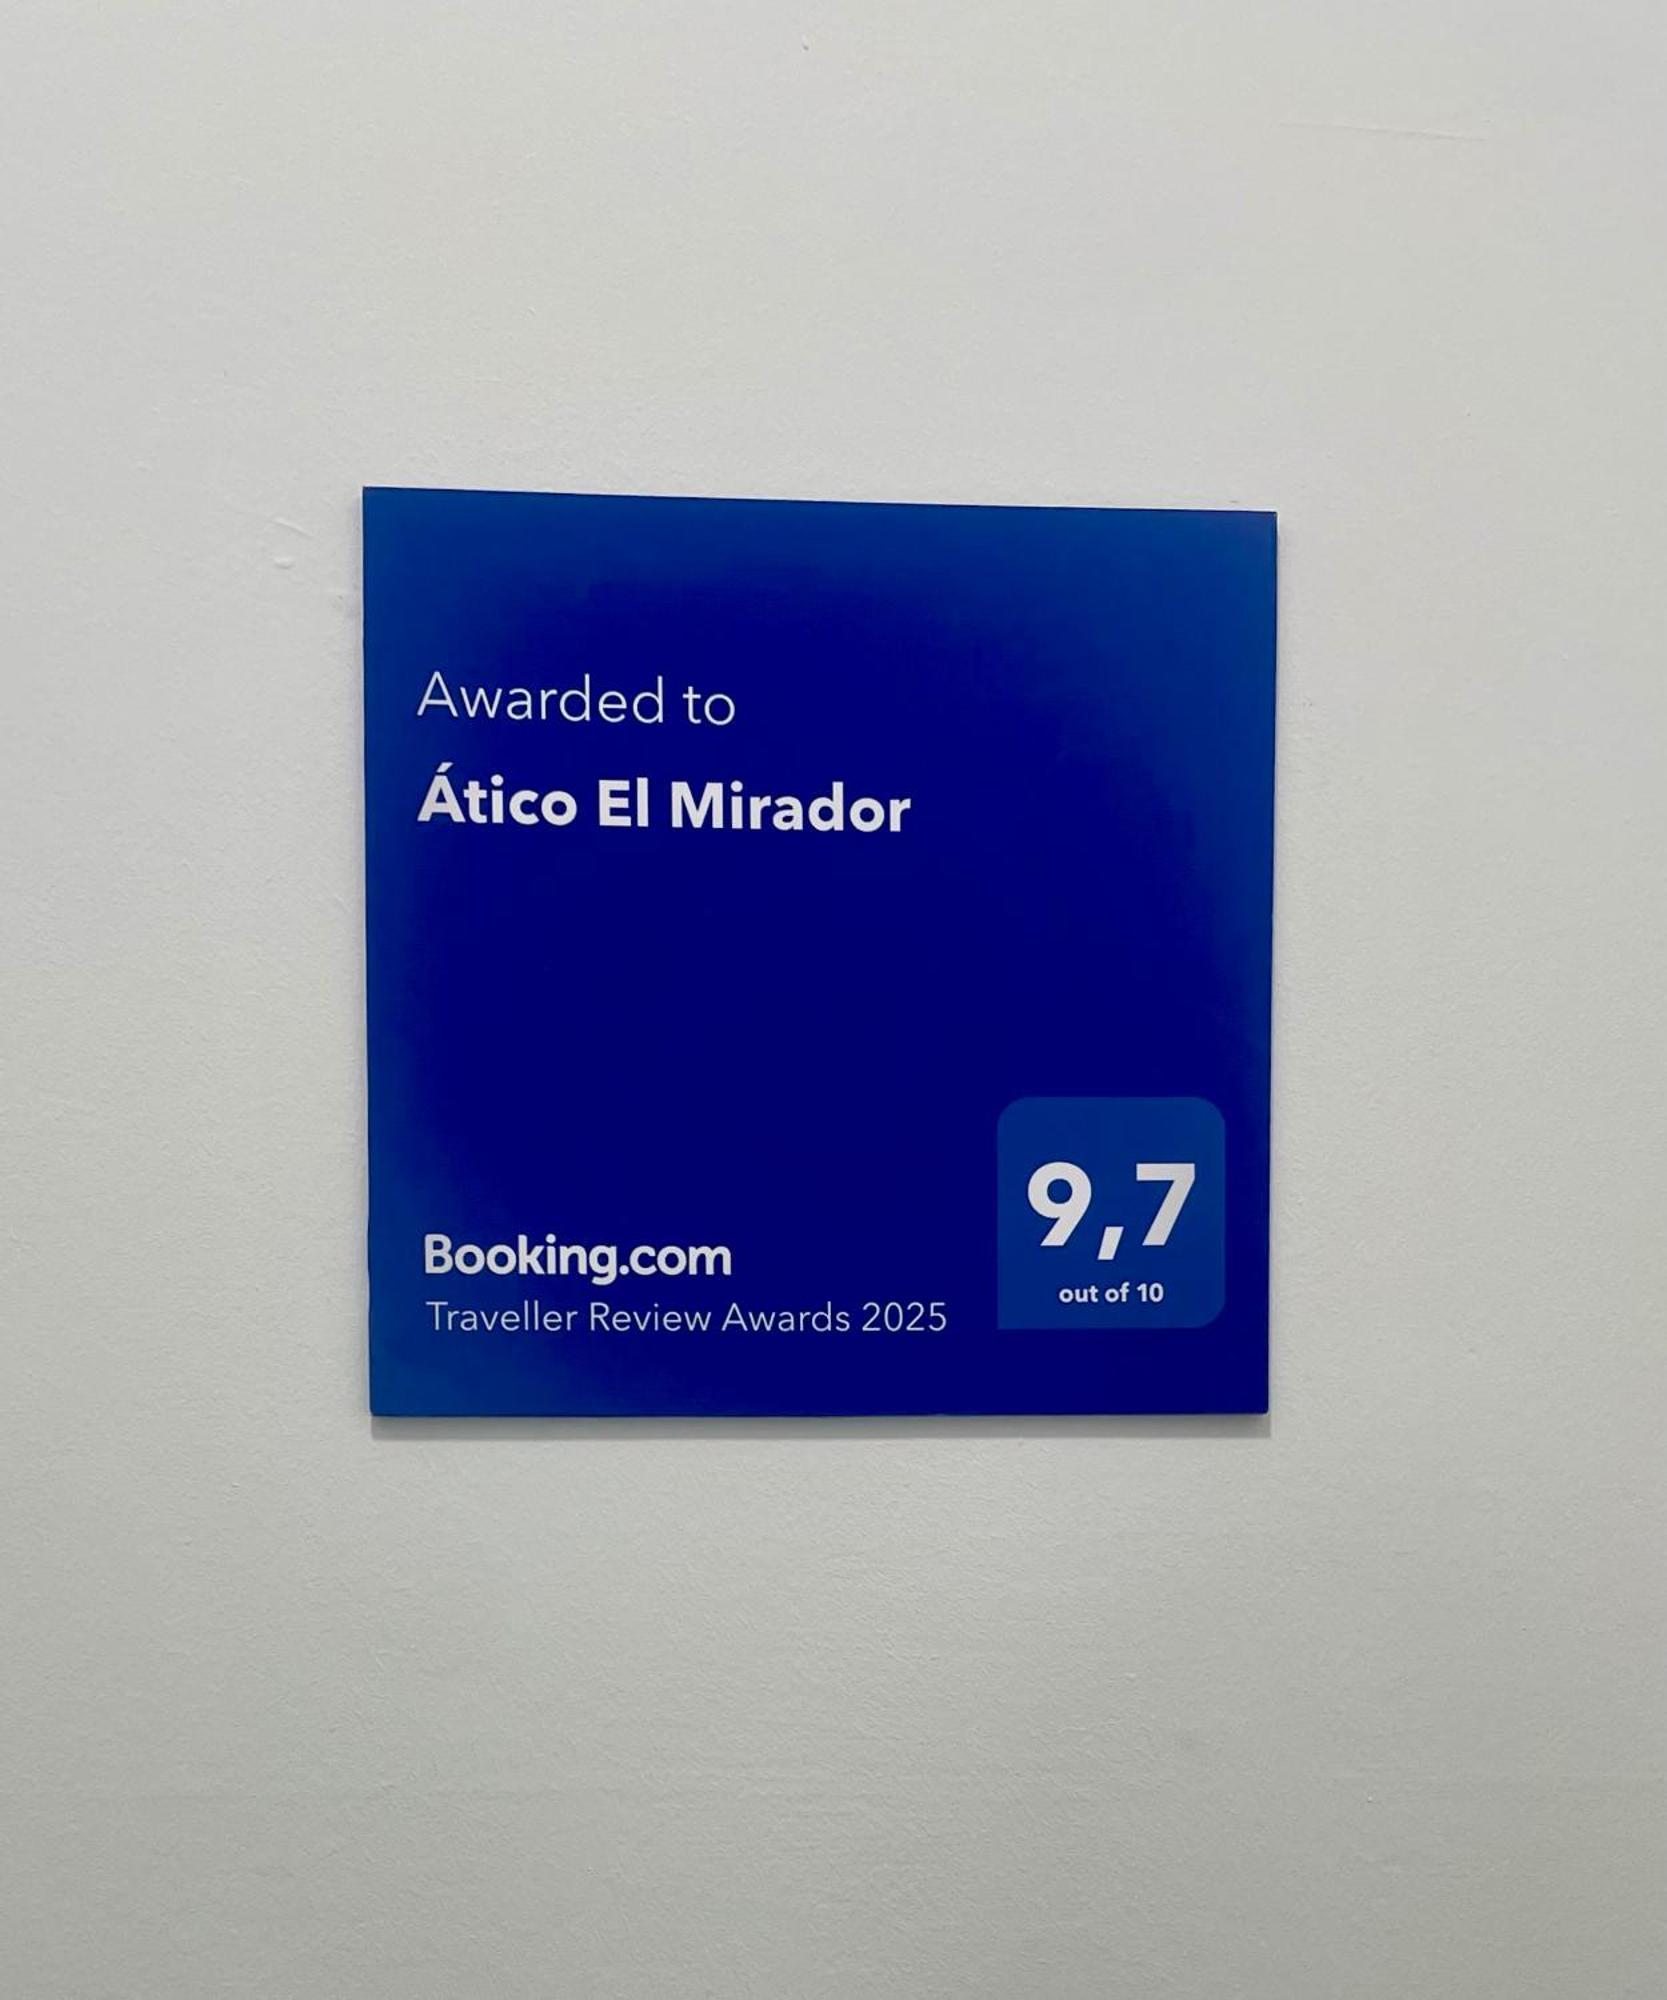 Awarded to
Ático El Mirador
9,7
out of 10
Booking.com
Traveller Review Awards 2025